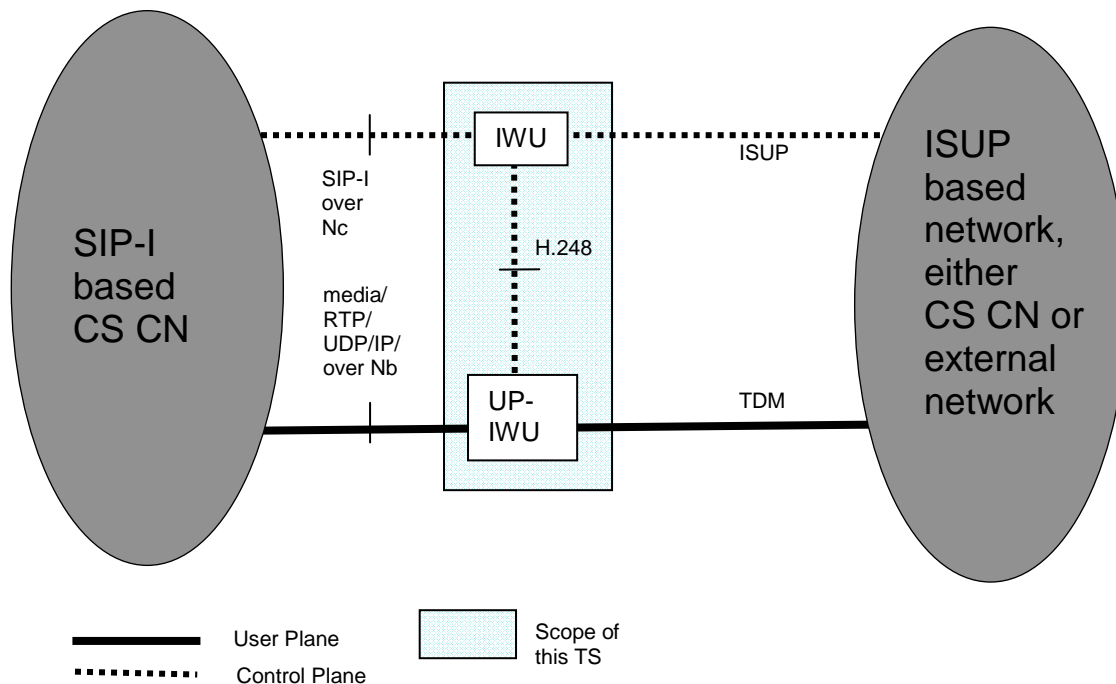 SIP-I
based
CS CN
SIP-I
over
Nc
media/
RTP/
UDP/IP/
over Nb
IWU
H.248
UP-
IWU
ISUP
TDM
ISUP
based
network,
either
CS CN or
external
network
User Plane
Control Plane
Scope of
this TS